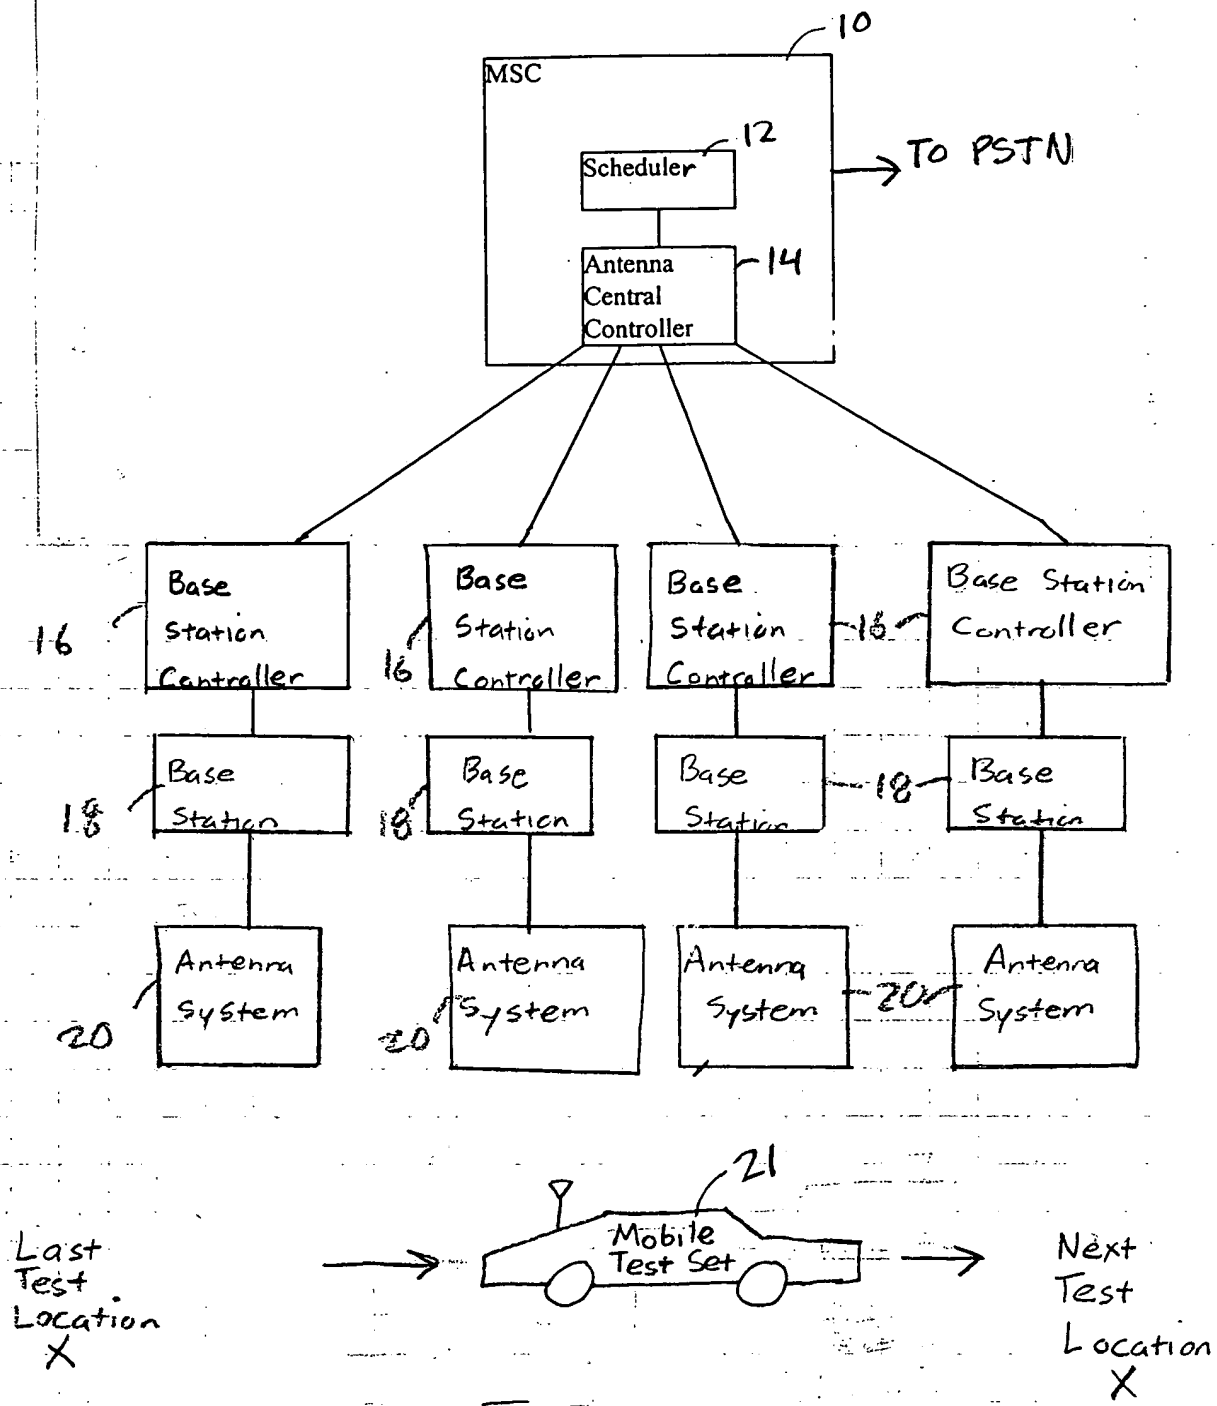 10
MSC
12
Scheduler
TO PSTN
14
Antenna
Central
Controller
Base
Station
Controller
16
Base
Station
Controller
16
Base
Station
Controller
16
Base Station
Controller
Base
Station
18
Base
Station
18
Base
Station
18
Base
Station
Antenna
System
20
Antenna
System
20
Antenna
System
20
Antenna
System
21
Mobile
Test Set
Last
Test
Location
X
Next
Test
Location
X